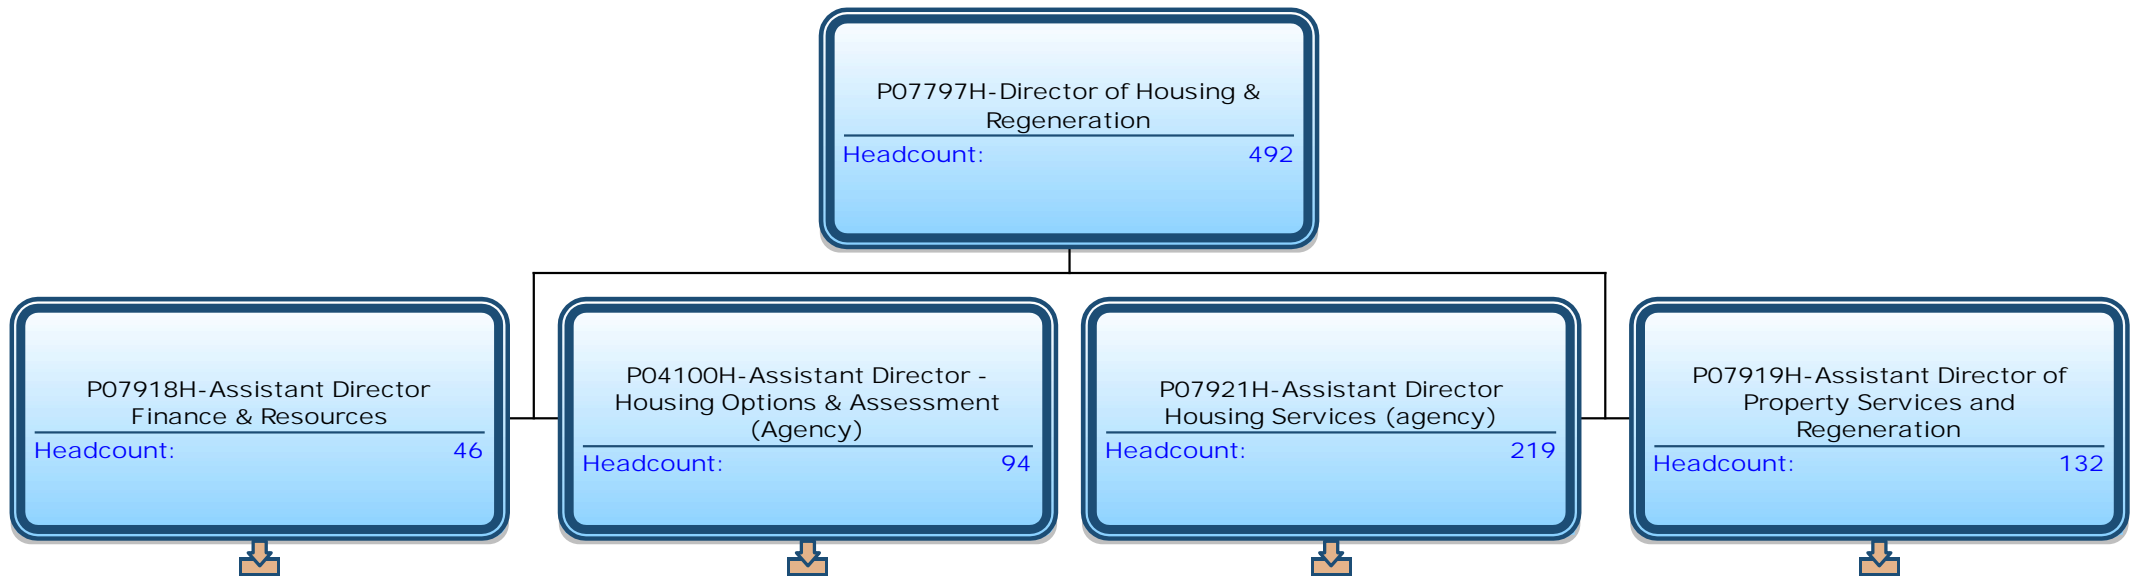 P07797H-Director of Housing &
Regeneration
Headcount: 492
P07918H-Assistant Director
Finance & Resources
Headcount: 46
P04100H-Assistant Director -
Housing Options & Assessment
(Agency)
Headcount: 94
P07921H-Assistant Director
Housing Services (agency)
Headcount: 219
P07919H-Assistant Director of
Property Services and
Regeneration
Headcount: 132